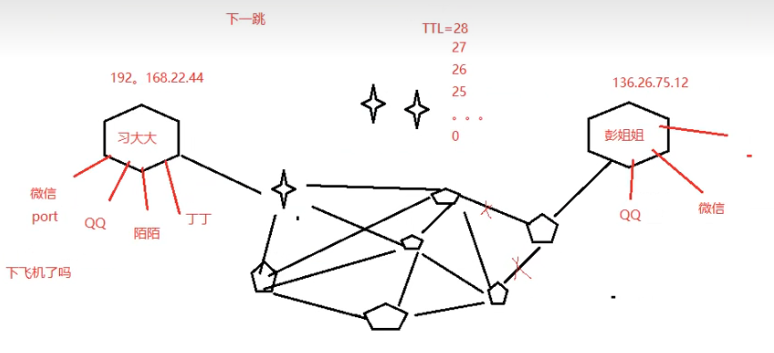 下一跳
TTL=28
27
26
25
。。。
0
192。168.22.44
136.26.75.12
习大大
彭姐姐
微信
port
QQ
陌陌
丁丁
QQ
微信
下飞机了吗